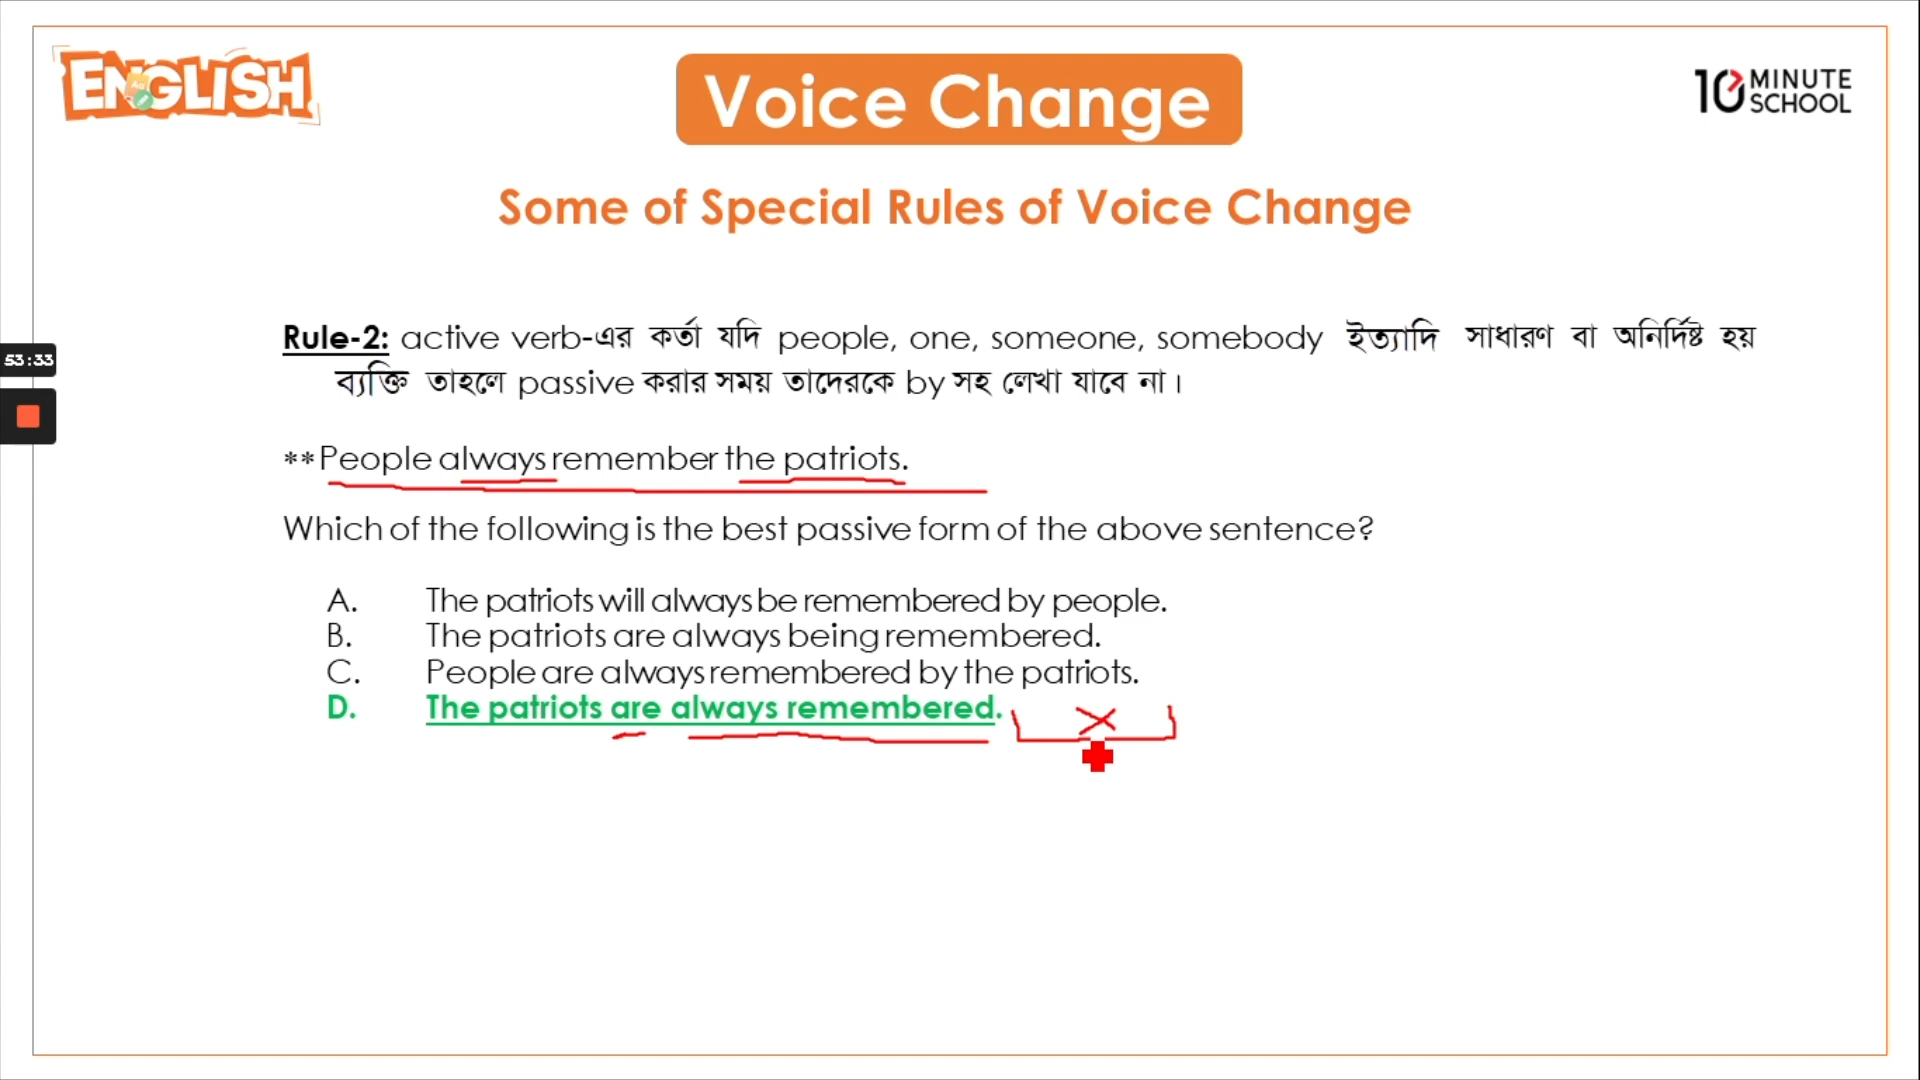 ENGLISH
Voice Change
10 MINUTE
SCHOOL
Some of Special Rules of Voice Change
Rule-2: active verb-এর কর্তা যদি people, one, someone, somebody ইত্যাদি সাধারণ বা অনির্দিষ্ট হয়
ব্যক্তি তাহলে passive করার সময় তাদেরকে by সহ লেখা যাবে না।
53:33
**People always remember the patriots.
Which of the following is the best passive form of the above sentence?
A. The patriots will always be remembered by people.
B. The patriots are always being remembered.
C. People are always remembered by the patriots.
D. The patriots are always remembered.